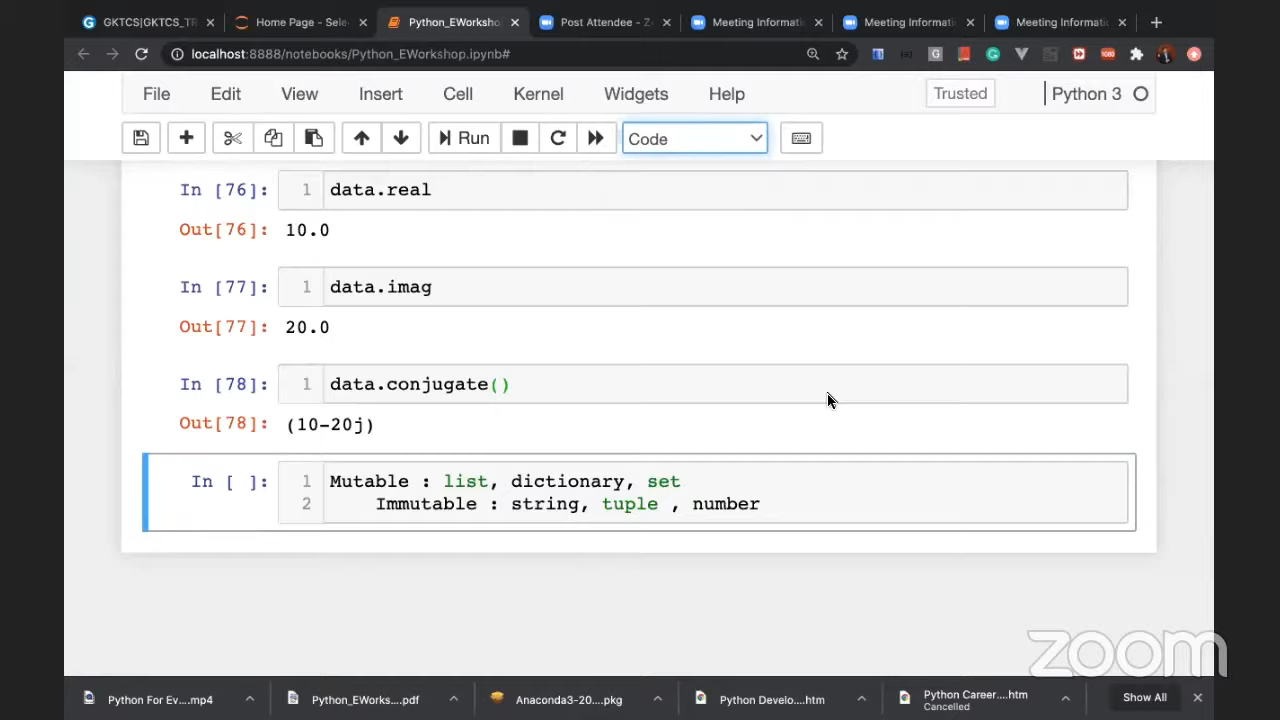 GKTCS|GKTCS_TR
Home Page - Sele
Python_EWorksho
Post Attendee - Z
Meeting Informati
Meeting Informati
Meeting Informati
localhost:8888/notebooks/Python_EWorkshop.ipynb#
File Edit View Insert Cell Kernel Widgets Help Trusted Python 3
Run Code
In [76]: 1 data.real
Out[76]: 10.0
In [77]: 1 data.imag
Out[77]: 20.0
In [78]: 1 data.conjugate()
Out[78]: (10-20j)
In [ ]: 1 Mutable : list, dictionary, set
2 Immutable : string, tuple , number
zoom
Python For Ev....mp4
Python_EWorks....pdf
Anaconda3-20....pkg
Python Develo....htm
Python Career....htm
Cancelled
Show All